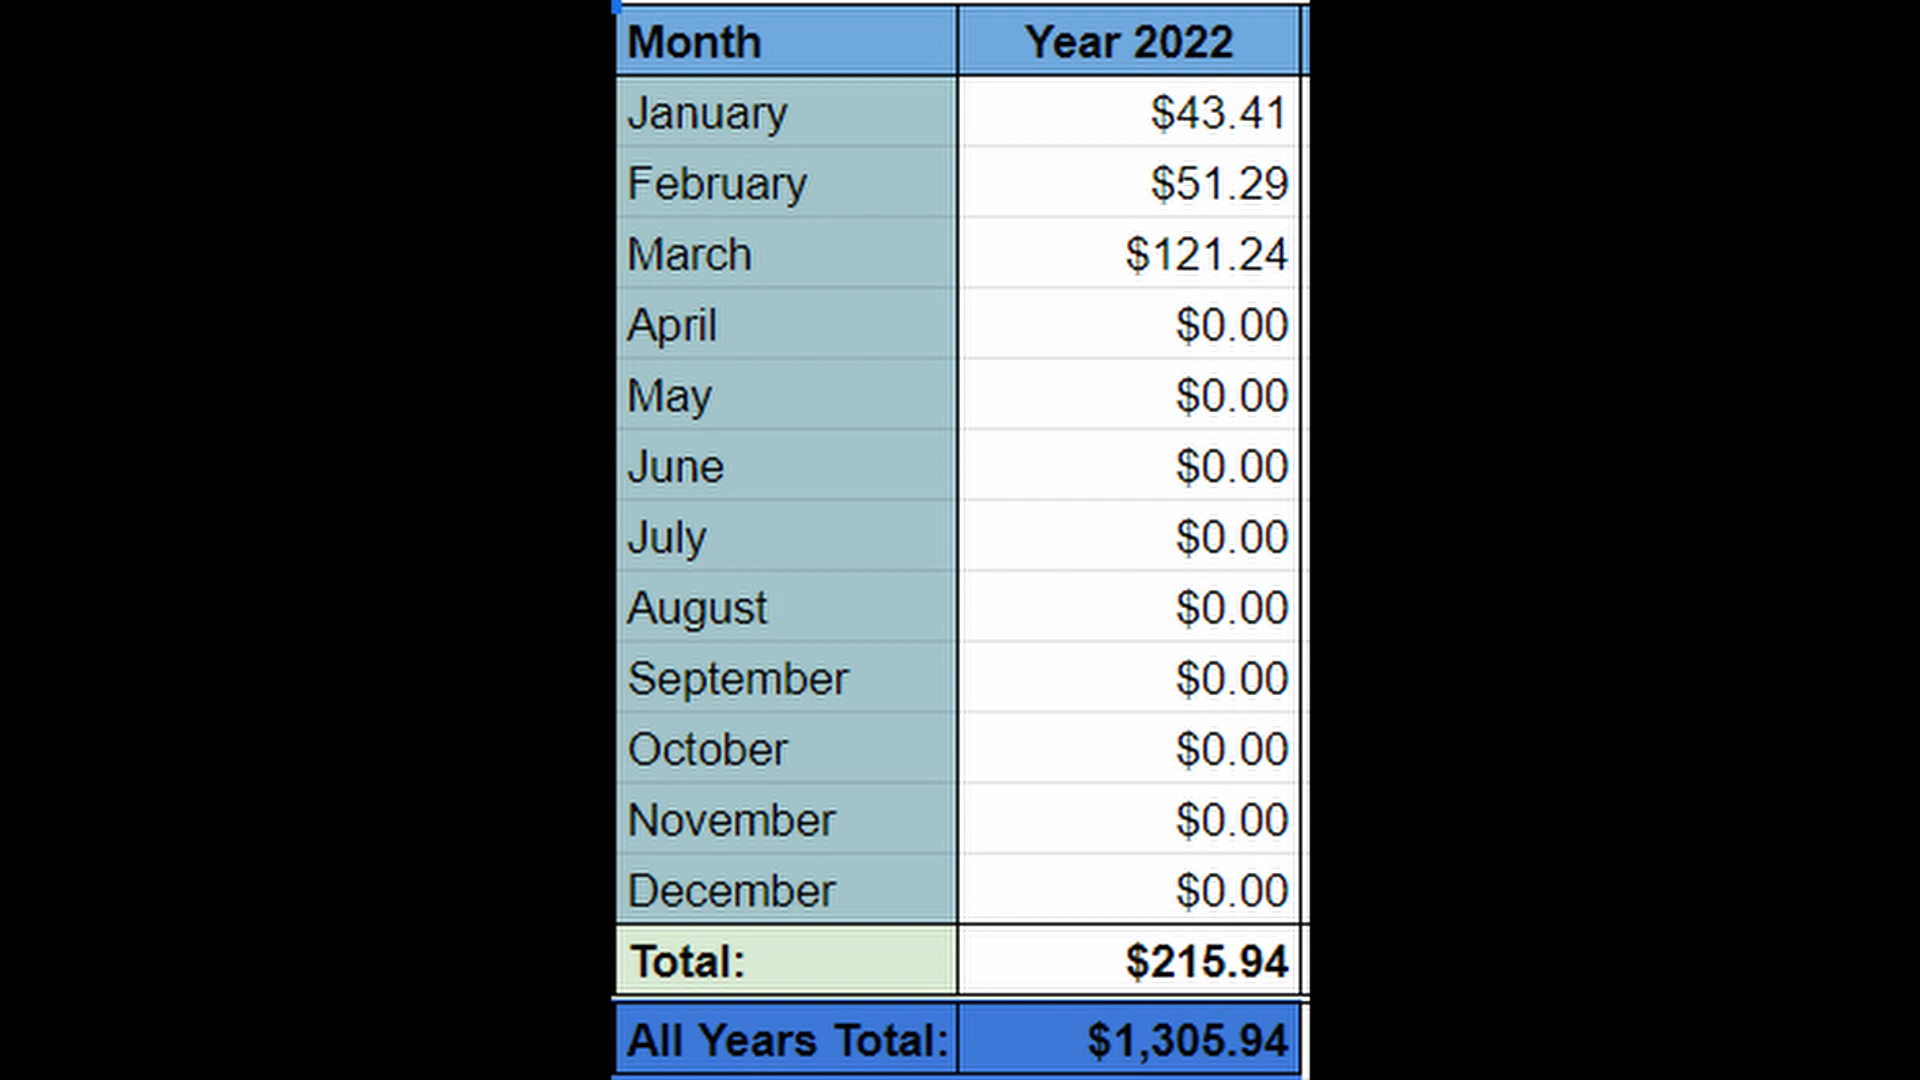 Month Year 2022
January $43.41
February $51.29
March $121.24
April $0.00
May $0.00
June $0.00
July $0.00
August $0.00
September $0.00
October $0.00
November $0.00
December $0.00
Total: $215.94
All Years Total: $1,305.94